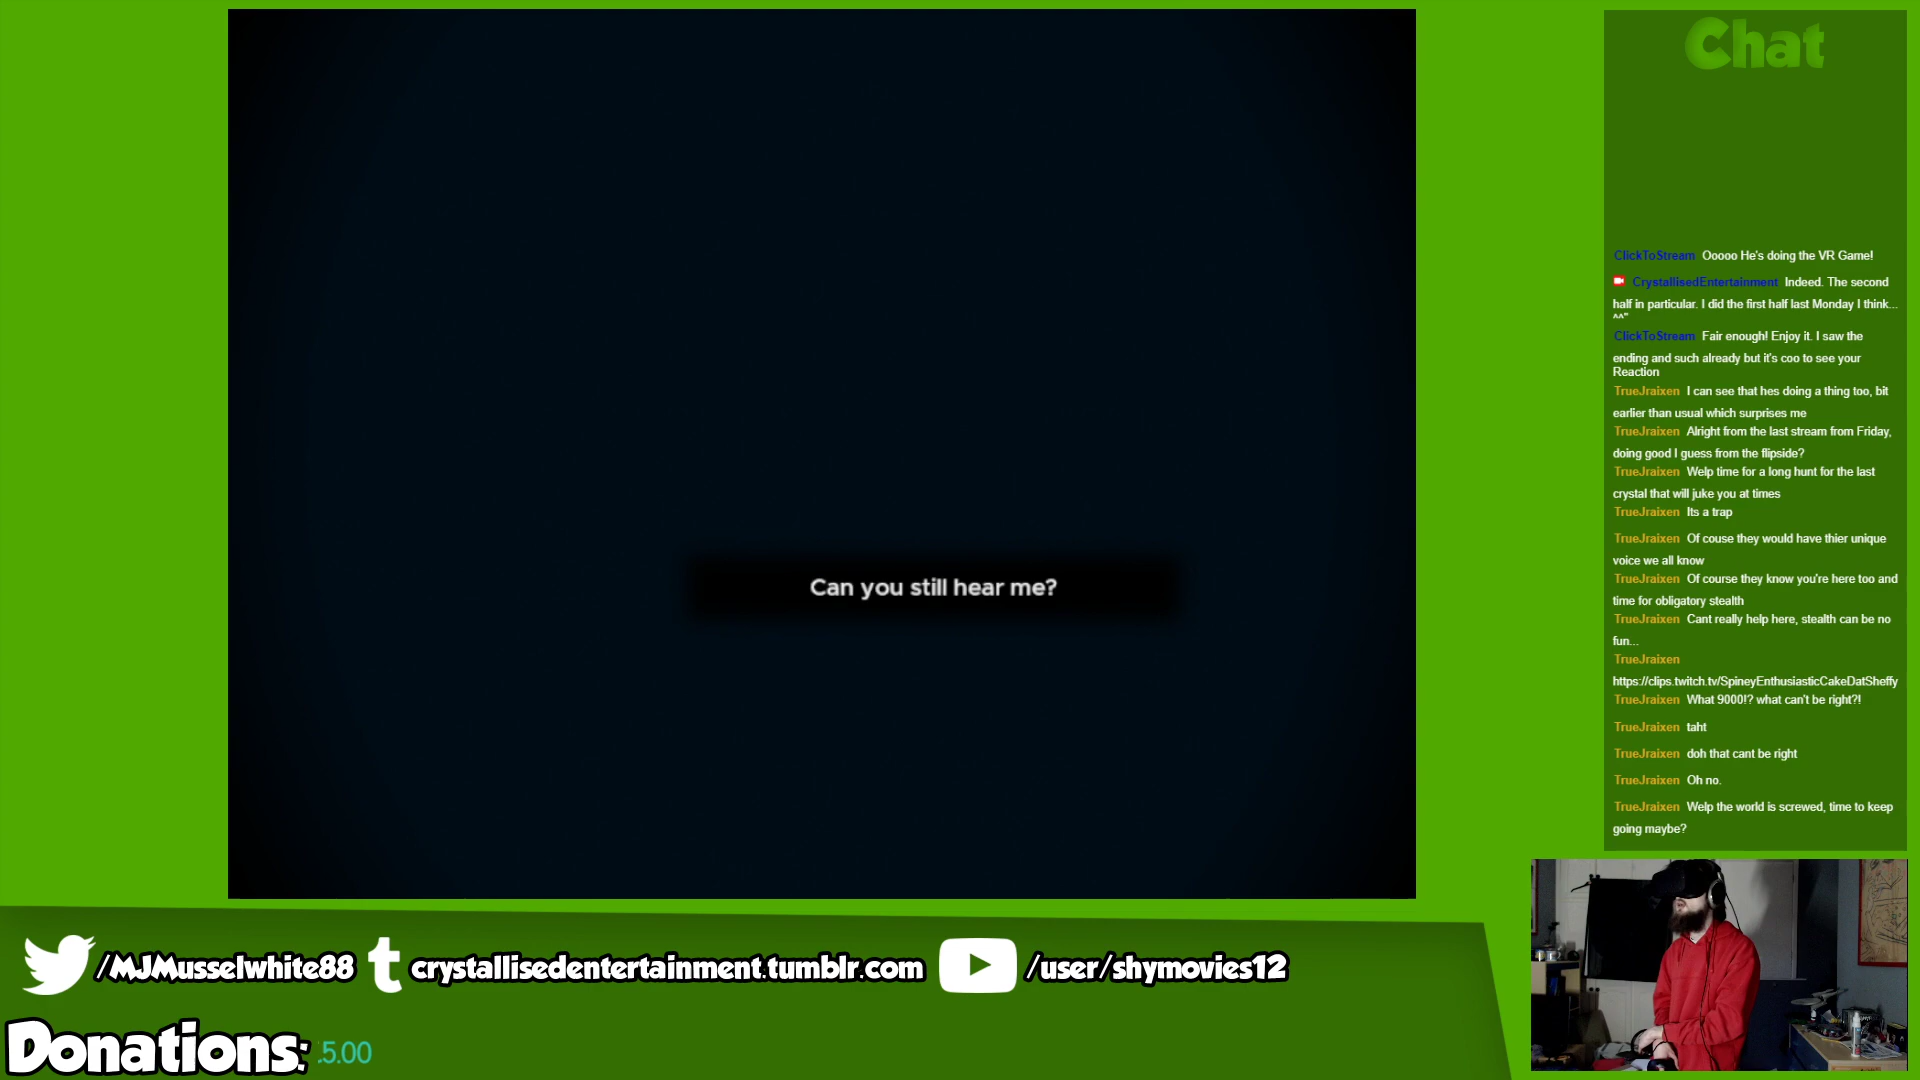 Chat
ClickToStream Ooooo He's doing the VR Game!
CrystallisedEntertainment Indeed. The second
half in particular. I did the first half last Monday I think...
^^"
ClickToStream Fair enough! Enjoy it. I saw the
ending and such already but it's coo to see your
Reaction
TrueJraixen I can see that hes doing a thing too, bit
earlier than usual which surprises me
TrueJraixen Alright from the last stream from Friday,
doing good I guess from the flipside?
TrueJraixen Welp time for a long hunt for the last
crystal that will juke you at times
TrueJraixen Its a trap
TrueJraixen Of couse they would have thier unique
voice we all know
TrueJraixen Of course they know you're here too and
time for obligatory stealth
TrueJraixen Cant really help here, stealth can be no
fun...
TrueJraixen
https://clips.twitch.tv/SpineyEnthusiasticCakeDatSheffy
TrueJraixen What 9000!? what can't be right?!
TrueJraixen taht
TrueJraixen doh that cant be right
TrueJraixen Oh no.
TrueJraixen Welp the world is screwed, time to keep
going maybe?
Can you still hear me?
/MJMusselwhite88 crystallisedentertainment.tumblr.com /user/shymovies12
Donations: 5.00